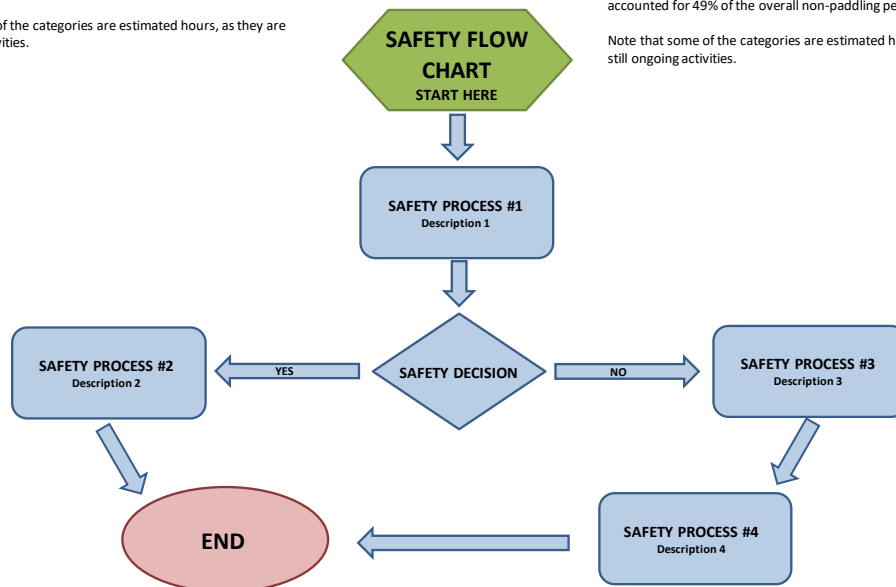 of the categories are estimated hours, as they are
vities.
accounted for 49% of the overall non-paddling pe
Note that some of the categories are estimated h
still ongoing activities.
SAFETY FLOW
CHART
START HERE
SAFETY PROCESS #1
Description 1
SAFETY PROCESS #2
Description 2
YES
SAFETY DECISION
NO
SAFETY PROCESS #3
Description 3
END
SAFETY PROCESS #4
Description 4